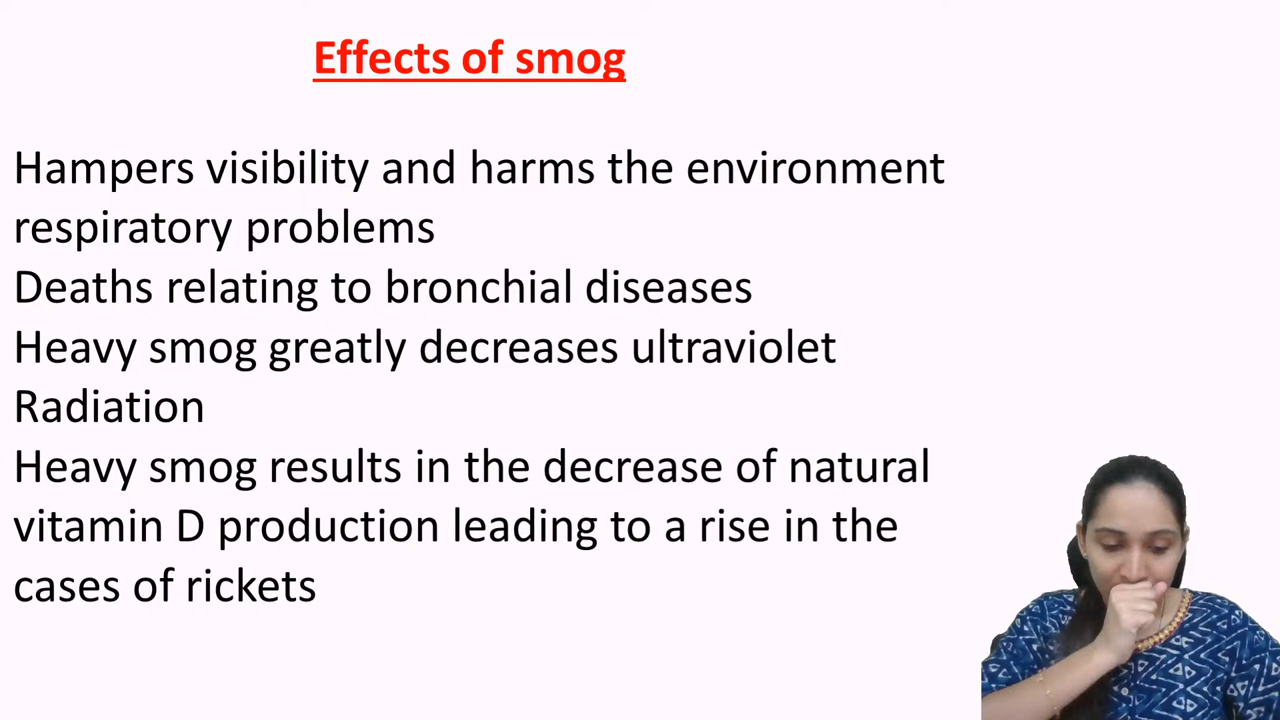 Effects of smog
Hampers visibility and harms the environment
respiratory problems
Deaths relating to bronchial diseases
Heavy smog greatly decreases ultraviolet
Radiation
Heavy smog results in the decrease of natural
vitamin D production leading to a rise in the
cases of rickets